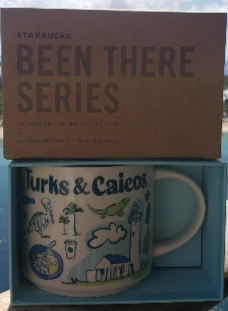 STARBUCKS
BEEN THERE
SERIES
Turks & Caicos